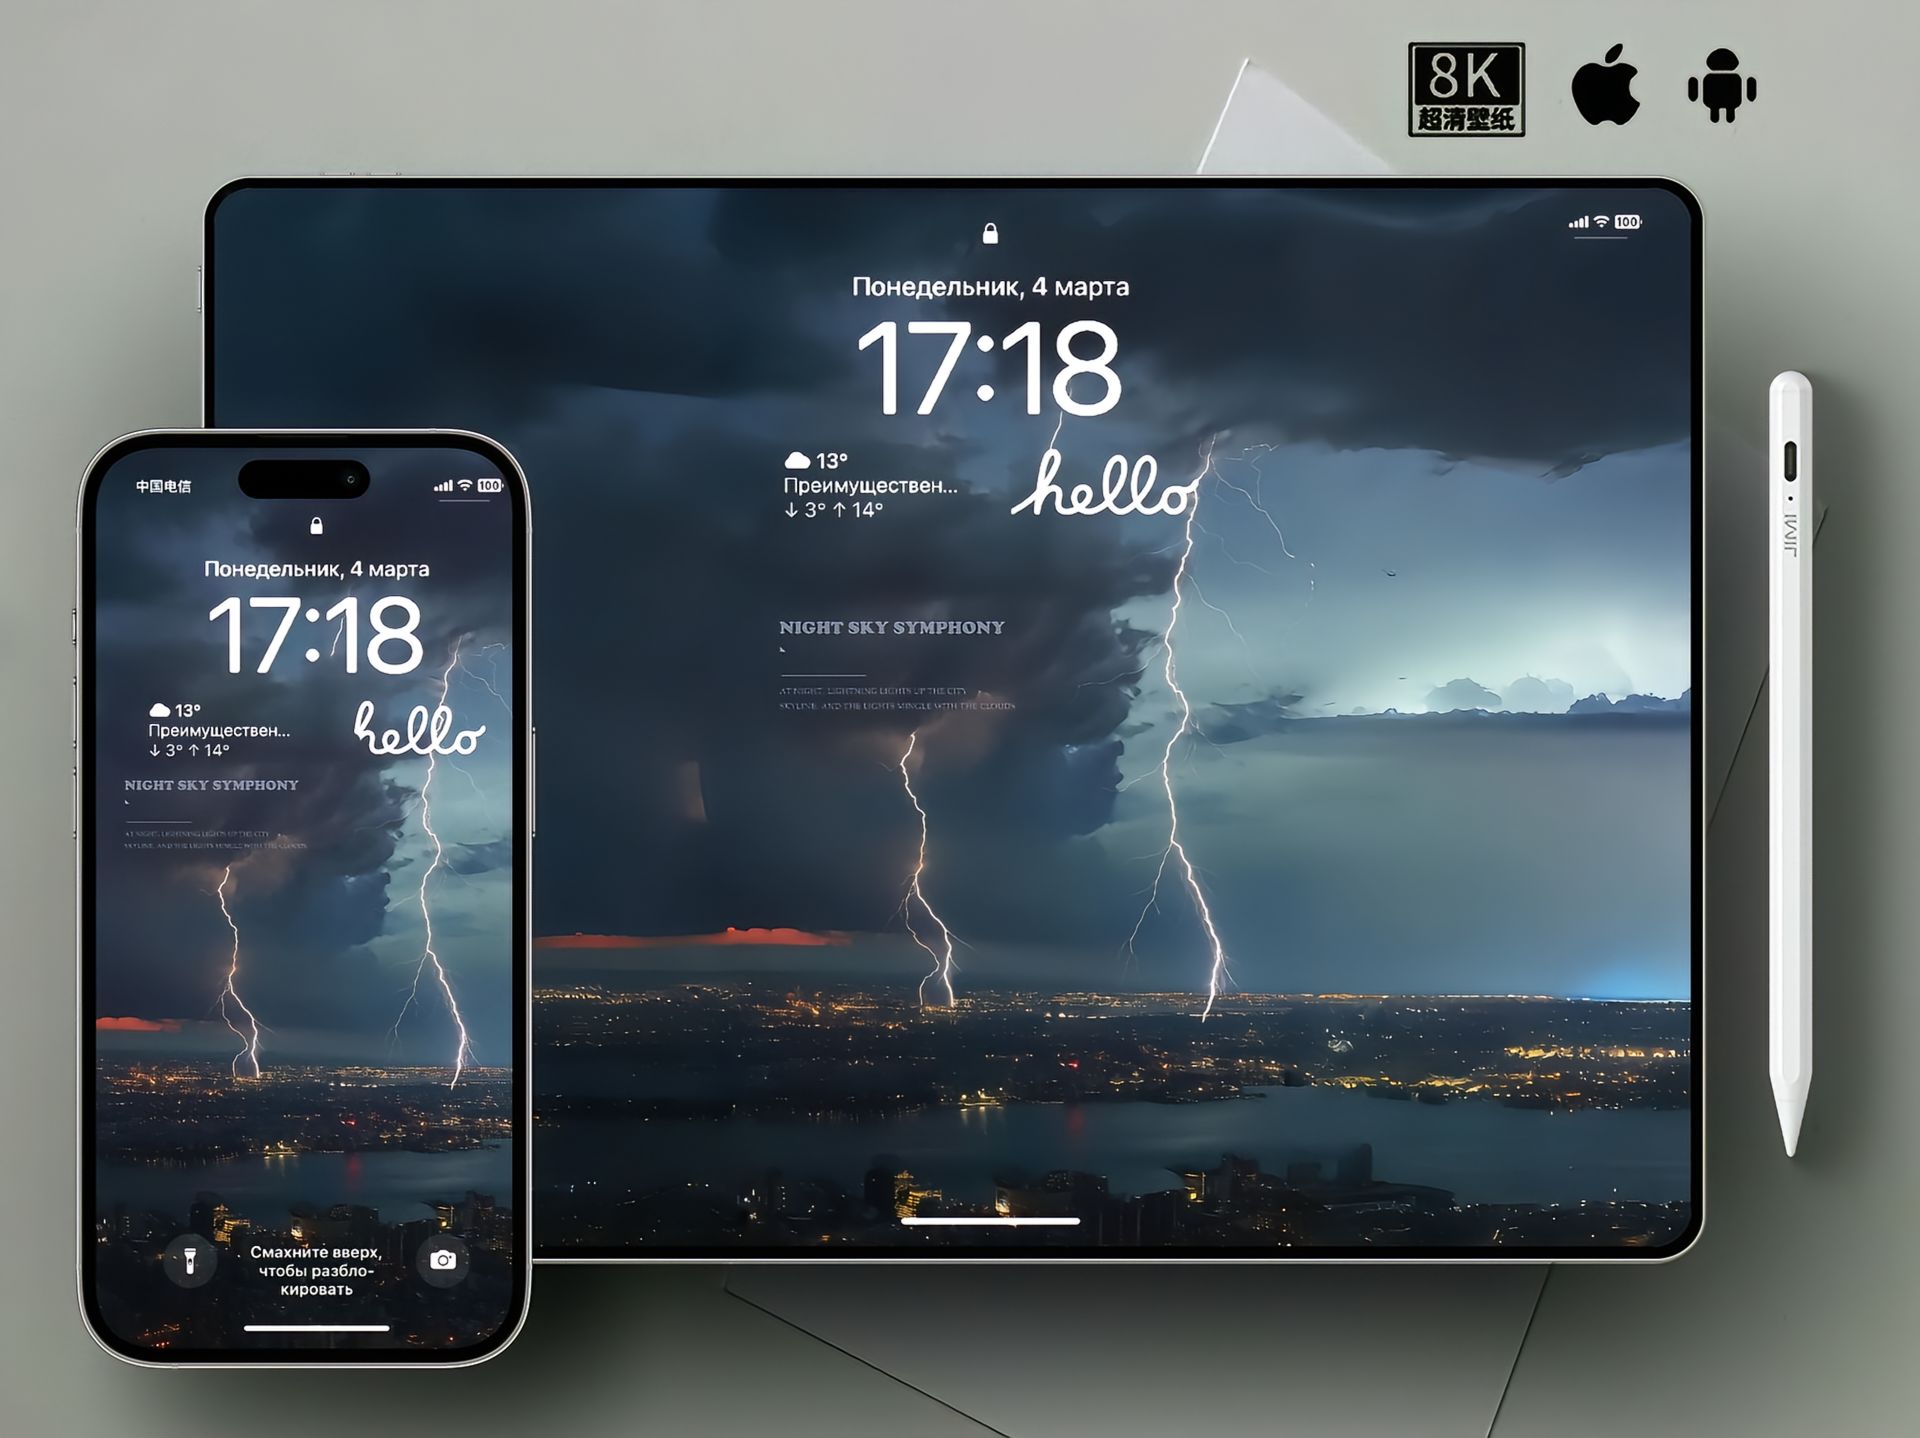 8K
超清壁纸
100
Понедельник, 4 марта
17:18
13°
Преимуществен...
↓ 3° ↑ 14°
hello
NIGHT SKY SYMPHONY
AT NIGHT, LIGHTNING LIGHTS UP THE CITY
SKYLINE, AND THE LIGHTS MINGLE WITH THE CLOUDS
中国电信
100
Понедельник, 4 марта
17:18
13°
Преимуществен...
↓ 3° ↑ 14°
hello
NIGHT SKY SYMPHONY
AT NIGHT, LIGHTNING LIGHTS UP THE CITY
SKYLINE, AND THE LIGHTS MINGLE WITH THE CLOUDS
Смахните вверх,
чтобы разбло-
кировать